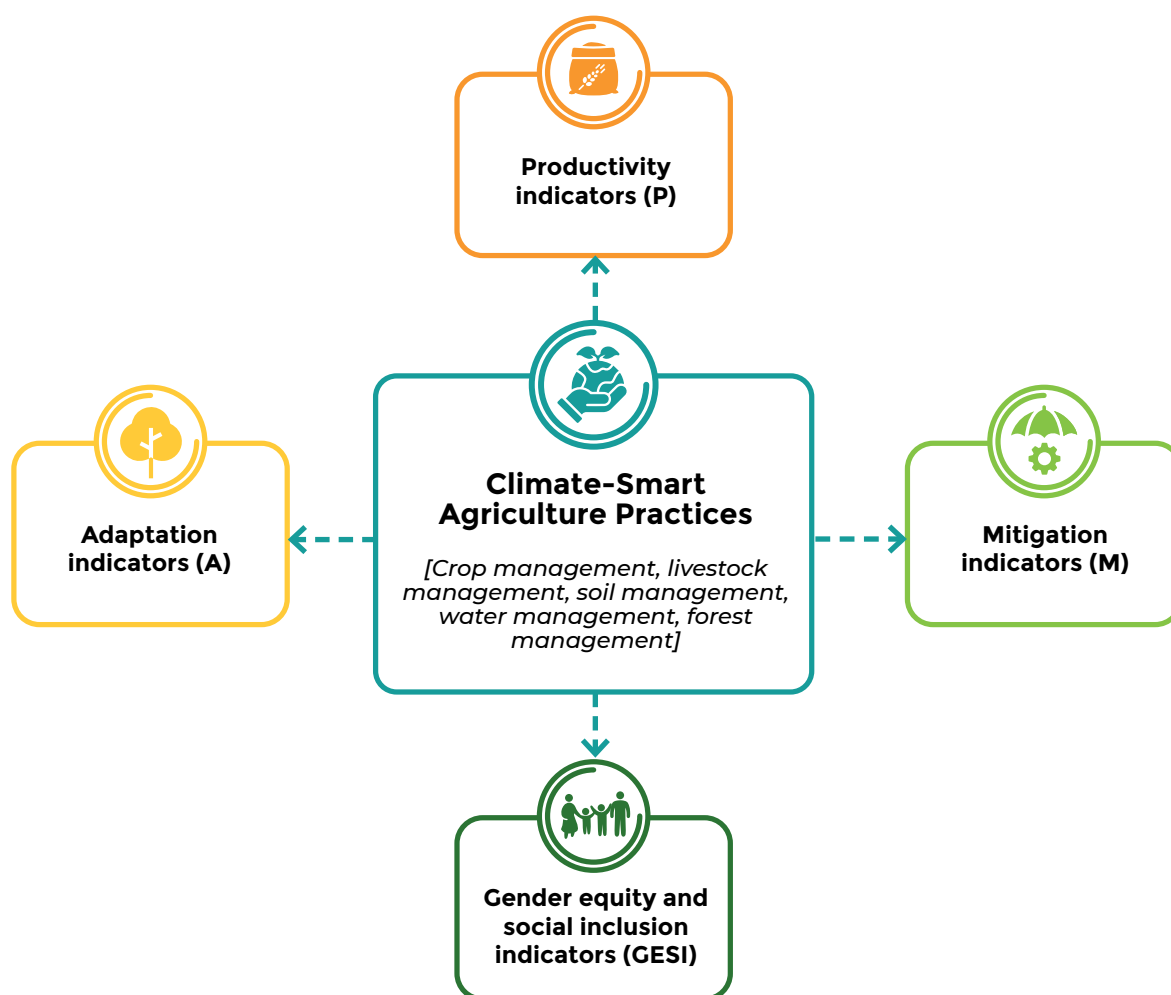 Productivity
indicators (P)
Adaptation
indicators (A)
Climate-Smart
Agriculture Practices
[Crop management, livestock
management, soil management,
water management, forest
management]
Mitigation
indicators (M)
Gender equity and
social inclusion
indicators (GESI)